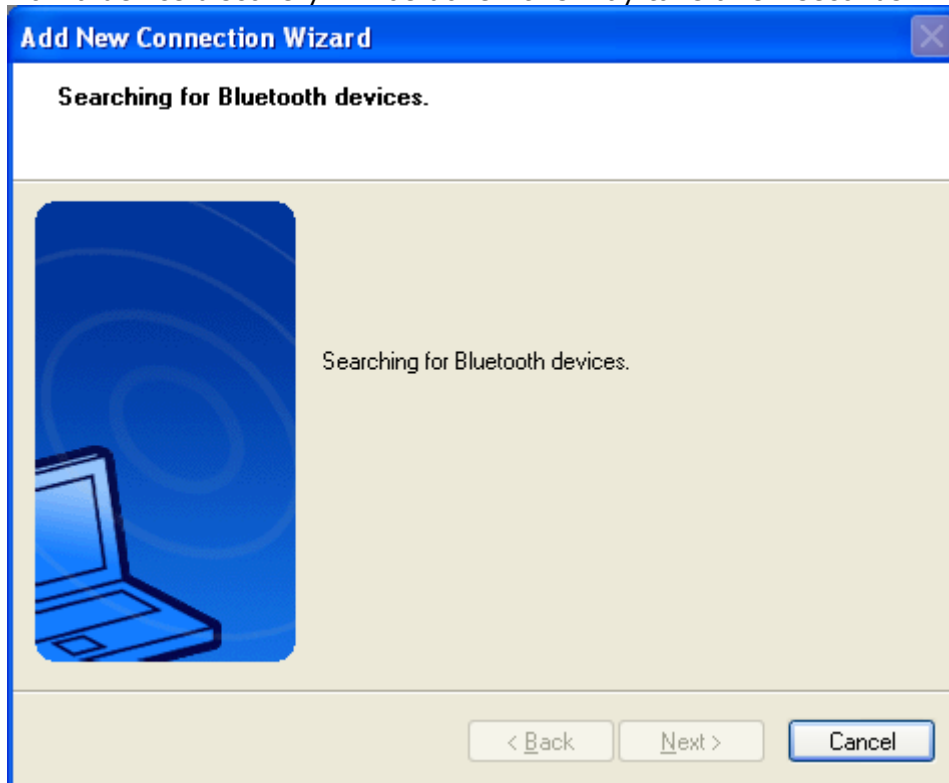 Add New Connection Wizard
Searching for Bluetooth devices.
Searching for Bluetooth devices.
< Back Next > Cancel